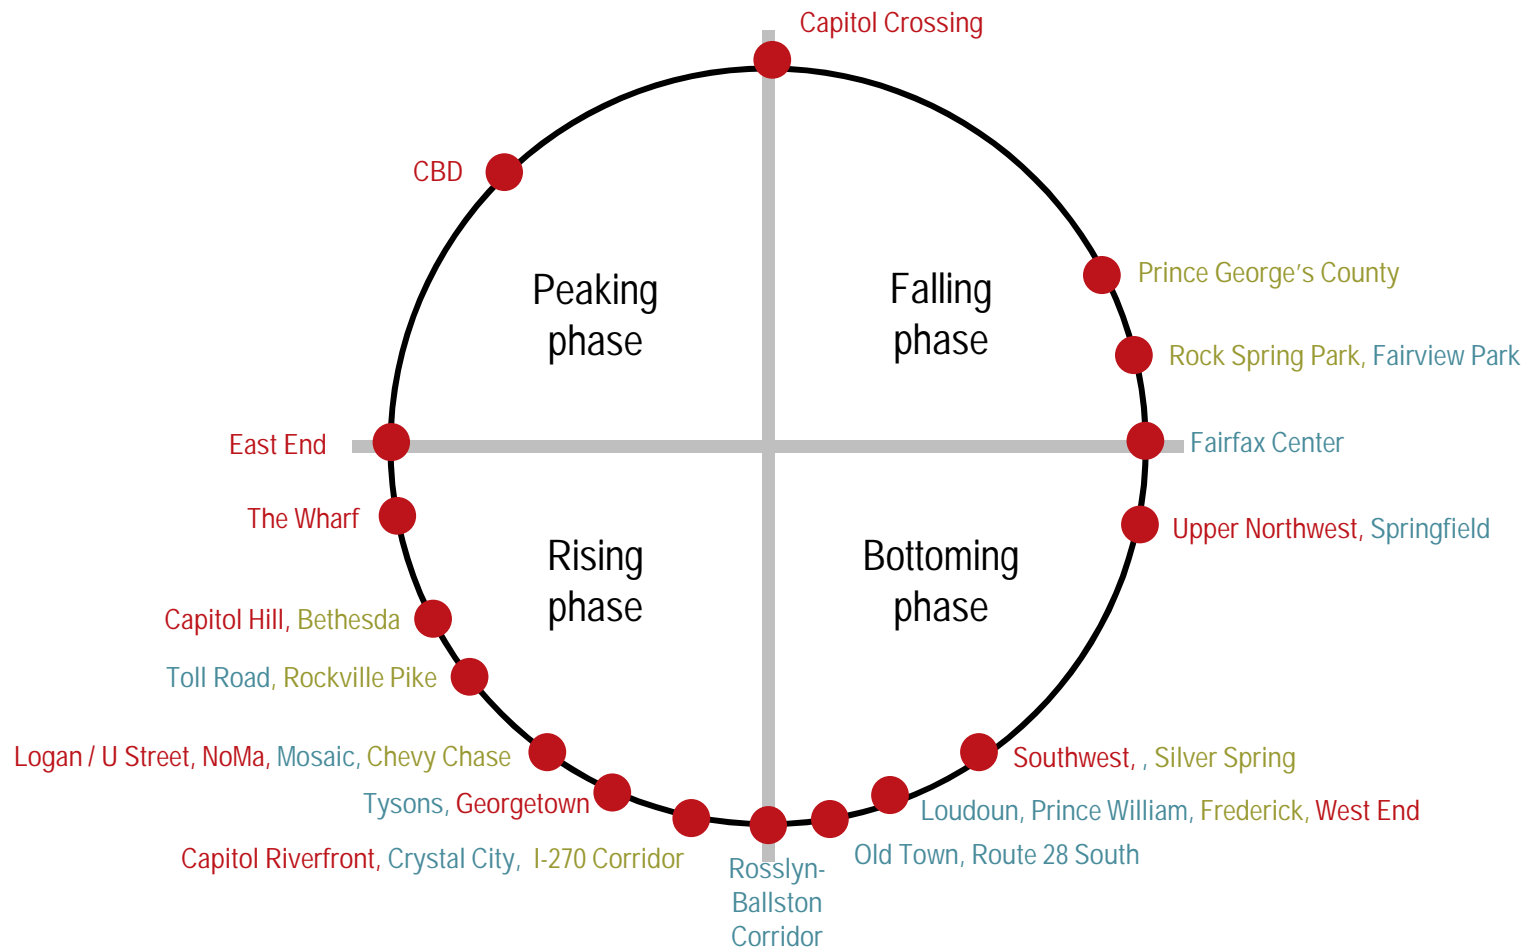 Capitol Crossing
CBD
Peaking
phase
Falling
phase
Prince George’s County
Rock Spring Park, Fairview Park
East End
Fairfax Center
The Wharf
Upper Northwest, Springfield
Rising
phase
Bottoming
phase
Capitol Hill, Bethesda
Toll Road, Rockville Pike
Logan / U Street, NoMa, Mosaic, Chevy Chase
Southwest, , Silver Spring
Tysons, Georgetown
Loudoun, Prince William, Frederick, West End
Capitol Riverfront, Crystal City, I-270 Corridor
Old Town, Route 28 South
Rosslyn-
Ballston
Corridor